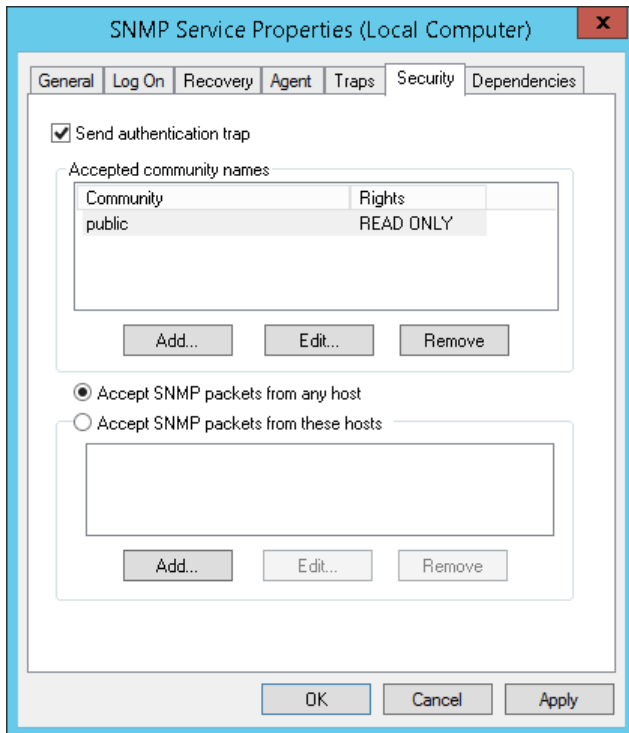 SNMP Service Properties (Local Computer)
x
General Log On Recovery Agent Traps Security Dependencies
Send authentication trap
Accepted community names
Community Rights
public READ ONLY
Add... Edit... Remove
Accept SNMP packets from any host
Accept SNMP packets from these hosts
Add... Edit... Remove
OK Cancel Apply